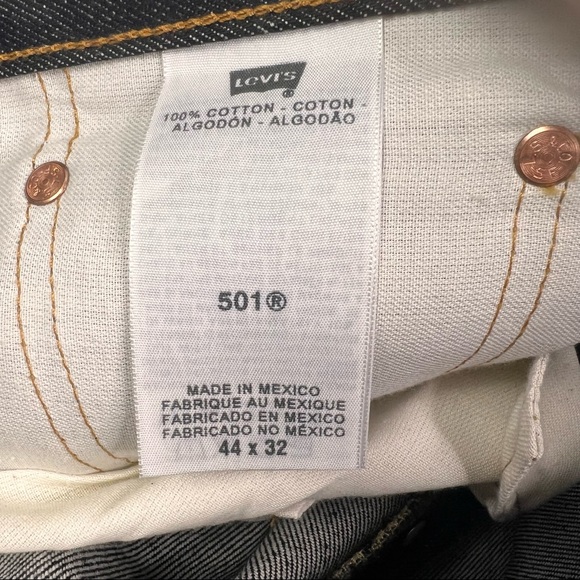 Levi's
®
100% COTTON - COTON -
ALGODÓN - ALGODÃO
501®
MADE IN MEXICO
FABRIQUE AU MEXIQUE
FABRICADO EN MEXICO
FABRICADO NO MÉXICO
44 x 32